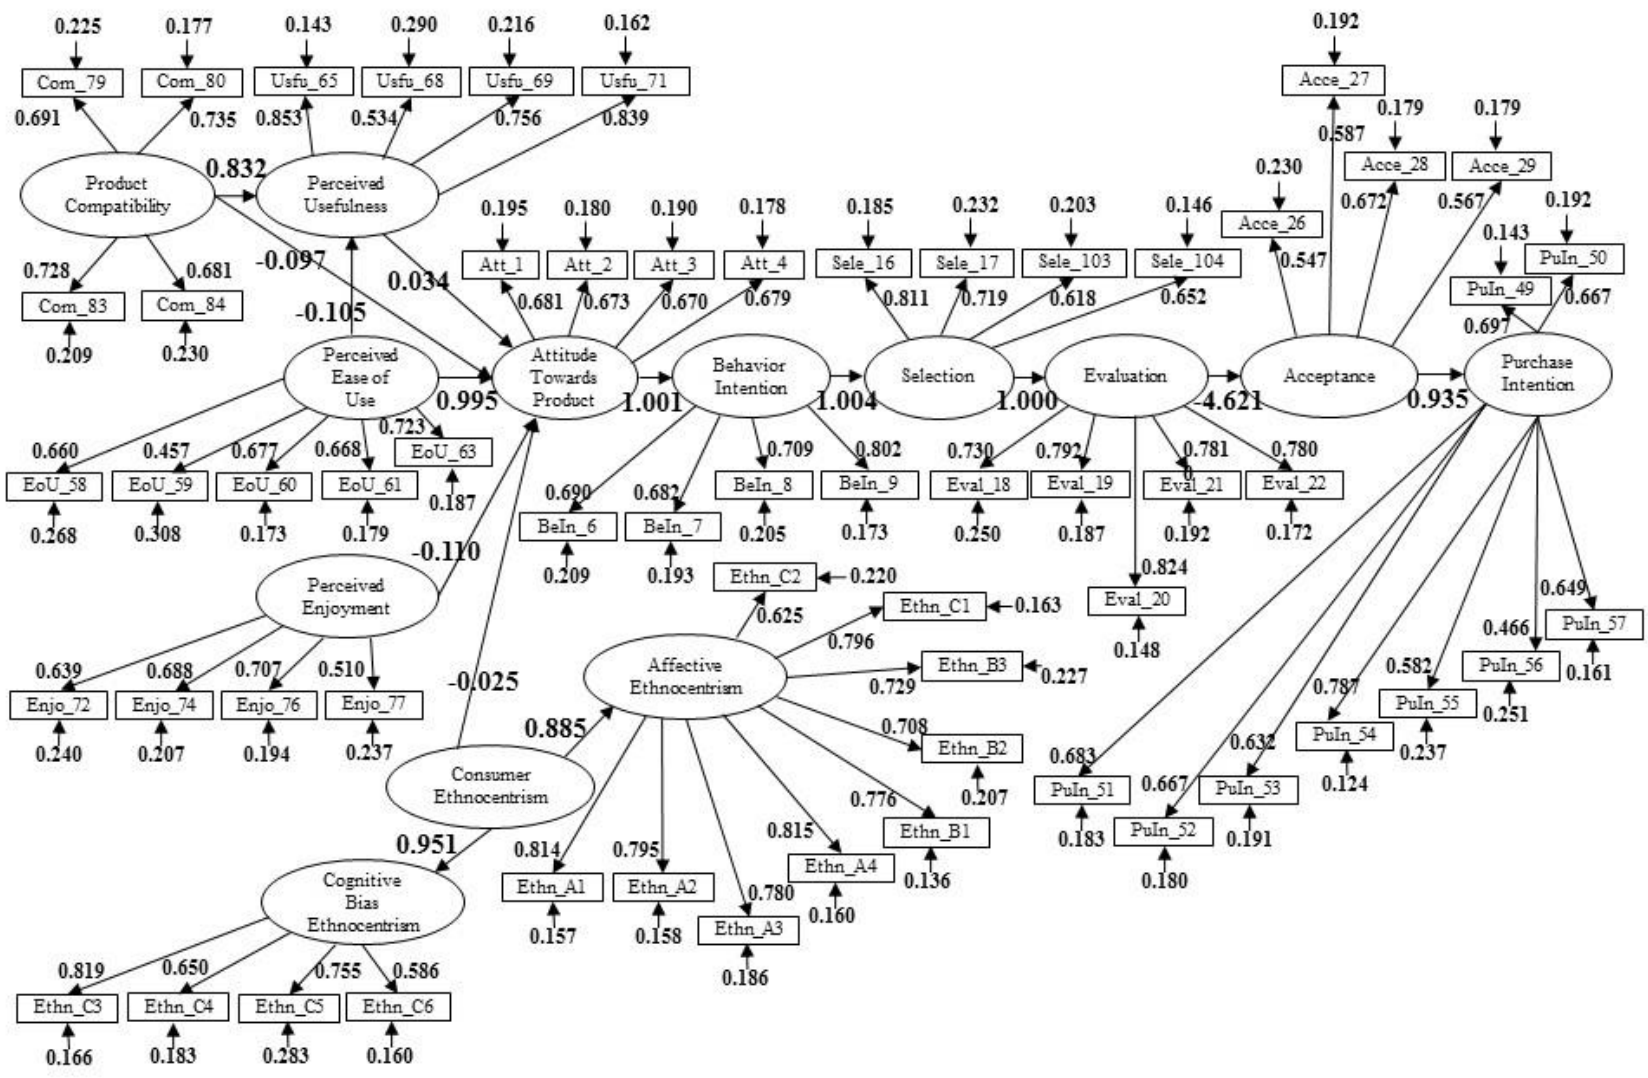 0.225
0.177
0.143
0.290
0.216
0.162
0.192
Com_79
Com_80
Usfu_65
Usfu_68
Usfu_69
Usfu_71
Acce_27
0.691
0.735
0.853
0.534
0.756
0.839
0.587
0.179
0.179
Acce_28
Acce_29
0.832
Product
Compatibility
Perceived
Usefulness
0.230
0.672
0.567
0.192
0.195
0.180
0.190
0.178
0.185
0.232
0.203
0.146
Acce_26
0.143
0.728
0.681
-0.097
0.034
Att_1
Att_2
Att_3
Att_4
Sele_16
Sele_17
Sele_103
Sele_104
0.547
PuIn_50
PuIn_49
Com_83
Com_84
-0.105
0.681
0.673
0.670
0.679
0.811
0.719
0.618
0.652
0.697
0.667
0.209
0.230
Perceived
Ease of
Use
Attitude
Towards
Product
Behavior
Intention
Selection
Evaluation
Acceptance
Purchase
Intention
0.995
1.001
1.004
1.000
-4.621
0.935
0.660
0.457
0.677
0.668
0.723
EoU_63
0.709
0.802
0.730
0.792
0.781
0
0.780
EoU_58
EoU_59
EoU_60
EoU_61
0.187
0.690
0.682
BeIn_8
BeIn_9
Eval_18
Eval_19
Eval_21
Eval_22
0.268
0.308
0.173
0.179
BeIn_6
BeIn_7
0.205
0.173
0.250
0.187
0.192
0.172
-0.110
0.209
0.193
0.824
Perceived
Enjoyment
Ethn_C2
0.220
Eval_20
0.625
Ethn_C1
0.163
0.148
0.649
PuIn_57
0.796
0.639
0.688
0.707
0.510
Affective
Ethnocentrism
Ethn_B3
0.227
0.729
0.466
PuIn_56
0.161
Enjo_72
Enjo_74
Enjo_76
Enjo_77
-0.025
0.582
0.787
PuIn_55
0.251
0.240
0.207
0.194
0.237
0.885
0.708
Ethn_B2
0.207
0.683
0.632
PuIn_54
0.237
0.124
Consumer
Ethnocentrism
0.776
PuIn_51
0.667
PuIn_53
0.183
PuIn_52
0.191
0.180
0.951
0.814
0.795
0.815
Ethn_B1
0.136
Ethn_A1
Ethn_A2
0.780
Ethn_A4
0.160
Cognitive
Bias
Ethnocentrism
0.157
0.158
Ethn_A3
0.186
0.819
0.650
0.755
0.586
Ethn_C3
Ethn_C4
Ethn_C5
Ethn_C6
0.166
0.183
0.283
0.160